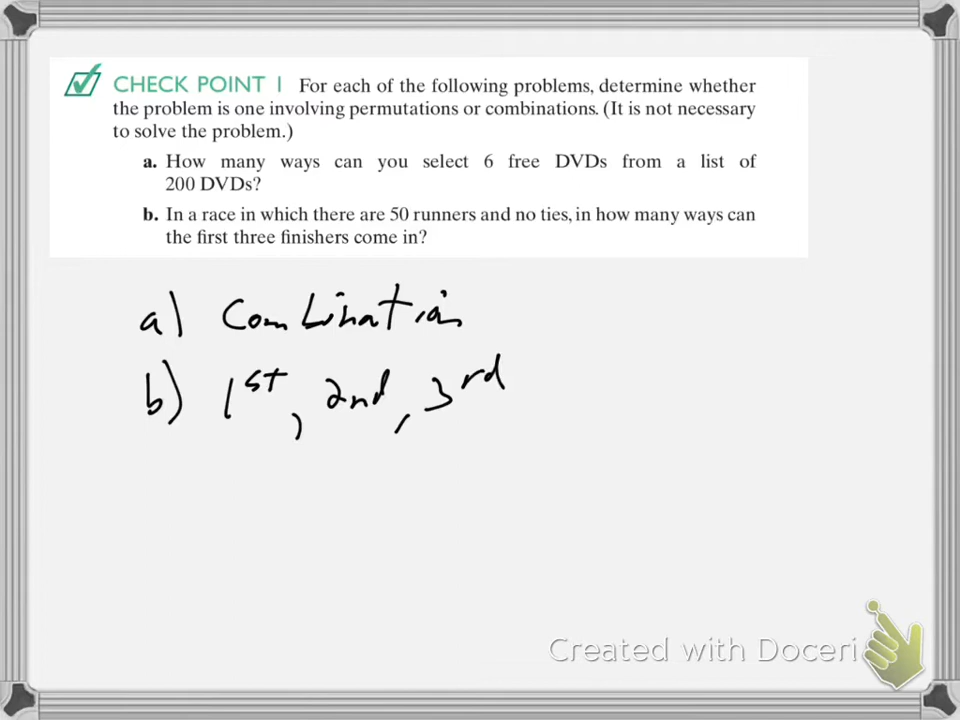 CHECK POINT 1 For each of the following problems, determine whether
the problem is one involving permutations or combinations. (It is not necessary
to solve the problem.)
a. How many ways can you select 6 free DVDs from a list of
200 DVDs?
b. In a race in which there are 50 runners and no ties, in how many ways can
the first three finishers come in?
a) Combination
b) 1st, 2nd, 3rd
Created with Doceri